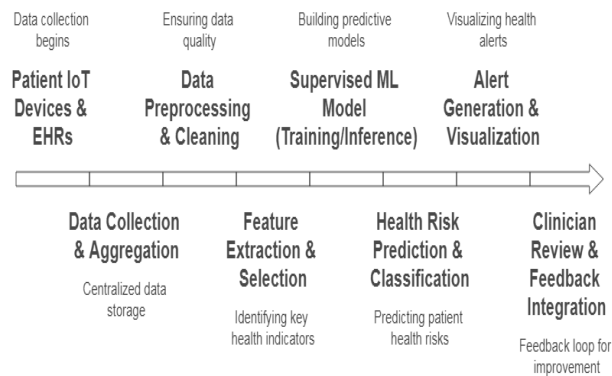 Data collection
begins
Patient IoT
Devices &
EHRs
Data Collection
& Aggregation
Centralized data
storage
Ensuring data
quality
Data
Preprocessing
& Cleaning
Feature
Extraction &
Selection
Identifying key
health indicators
Building predictive
models
Supervised ML
Model
(Training/Inference)
Health Risk
Prediction &
Classification
Predicting patient
health risks
Visualizing health
alerts
Alert
Generation &
Visualization
Clinician
Review &
Feedback
Integration
Feedback loop for
improvement